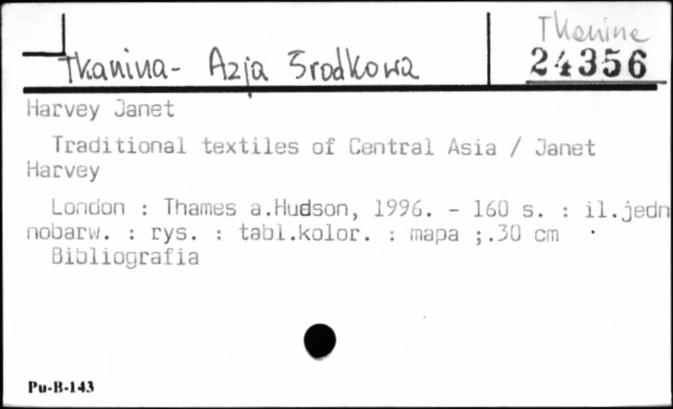 Tkanine
24356
Tkanina- Azja Środkowa
Harvey Janet
Traditional textiles of Central Asia / Janet
Harvey
London : Thames a.Hudson, 1996. - 160 s. : il.jedn
nobarw. : rys. : tabl.kolor. : mapa ;.30 cm
Bibliografia
Pu-B-143